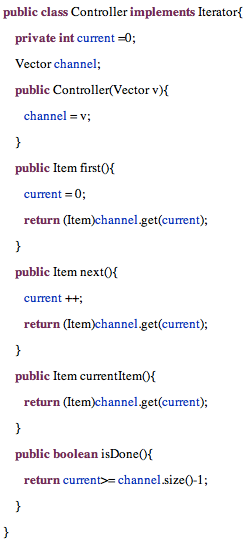 public class Controller implements Iterator{
private int current =0;
Vector channel;
public Controller(Vector v){
channel = v;
}
public Item first(){
current = 0;
return (Item)channel.get(current);
}
public Item next(){
current ++;
return (Item)channel.get(current);
}
public Item currentItem(){
return (Item)channel.get(current);
}
public boolean isDone(){
return current>= channel.size()-1;
}
}